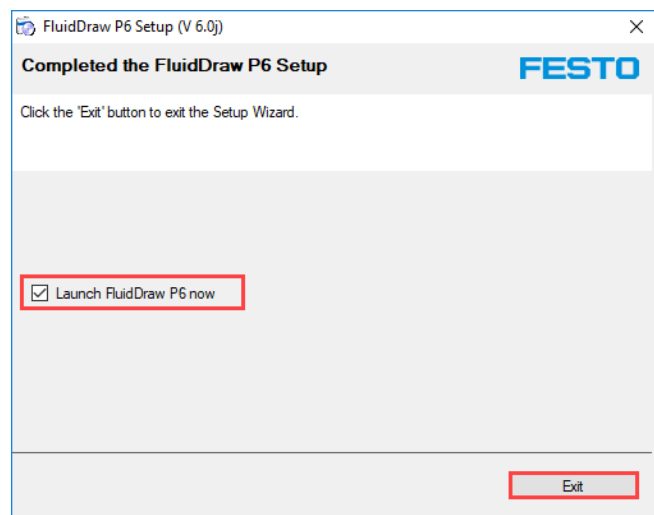 FluidDraw P6 Setup (V 6.0j)
Completed the FluidDraw P6 Setup
FESTO
Click the 'Exit' button to exit the Setup Wizard.
Launch FluidDraw P6 now
Exit